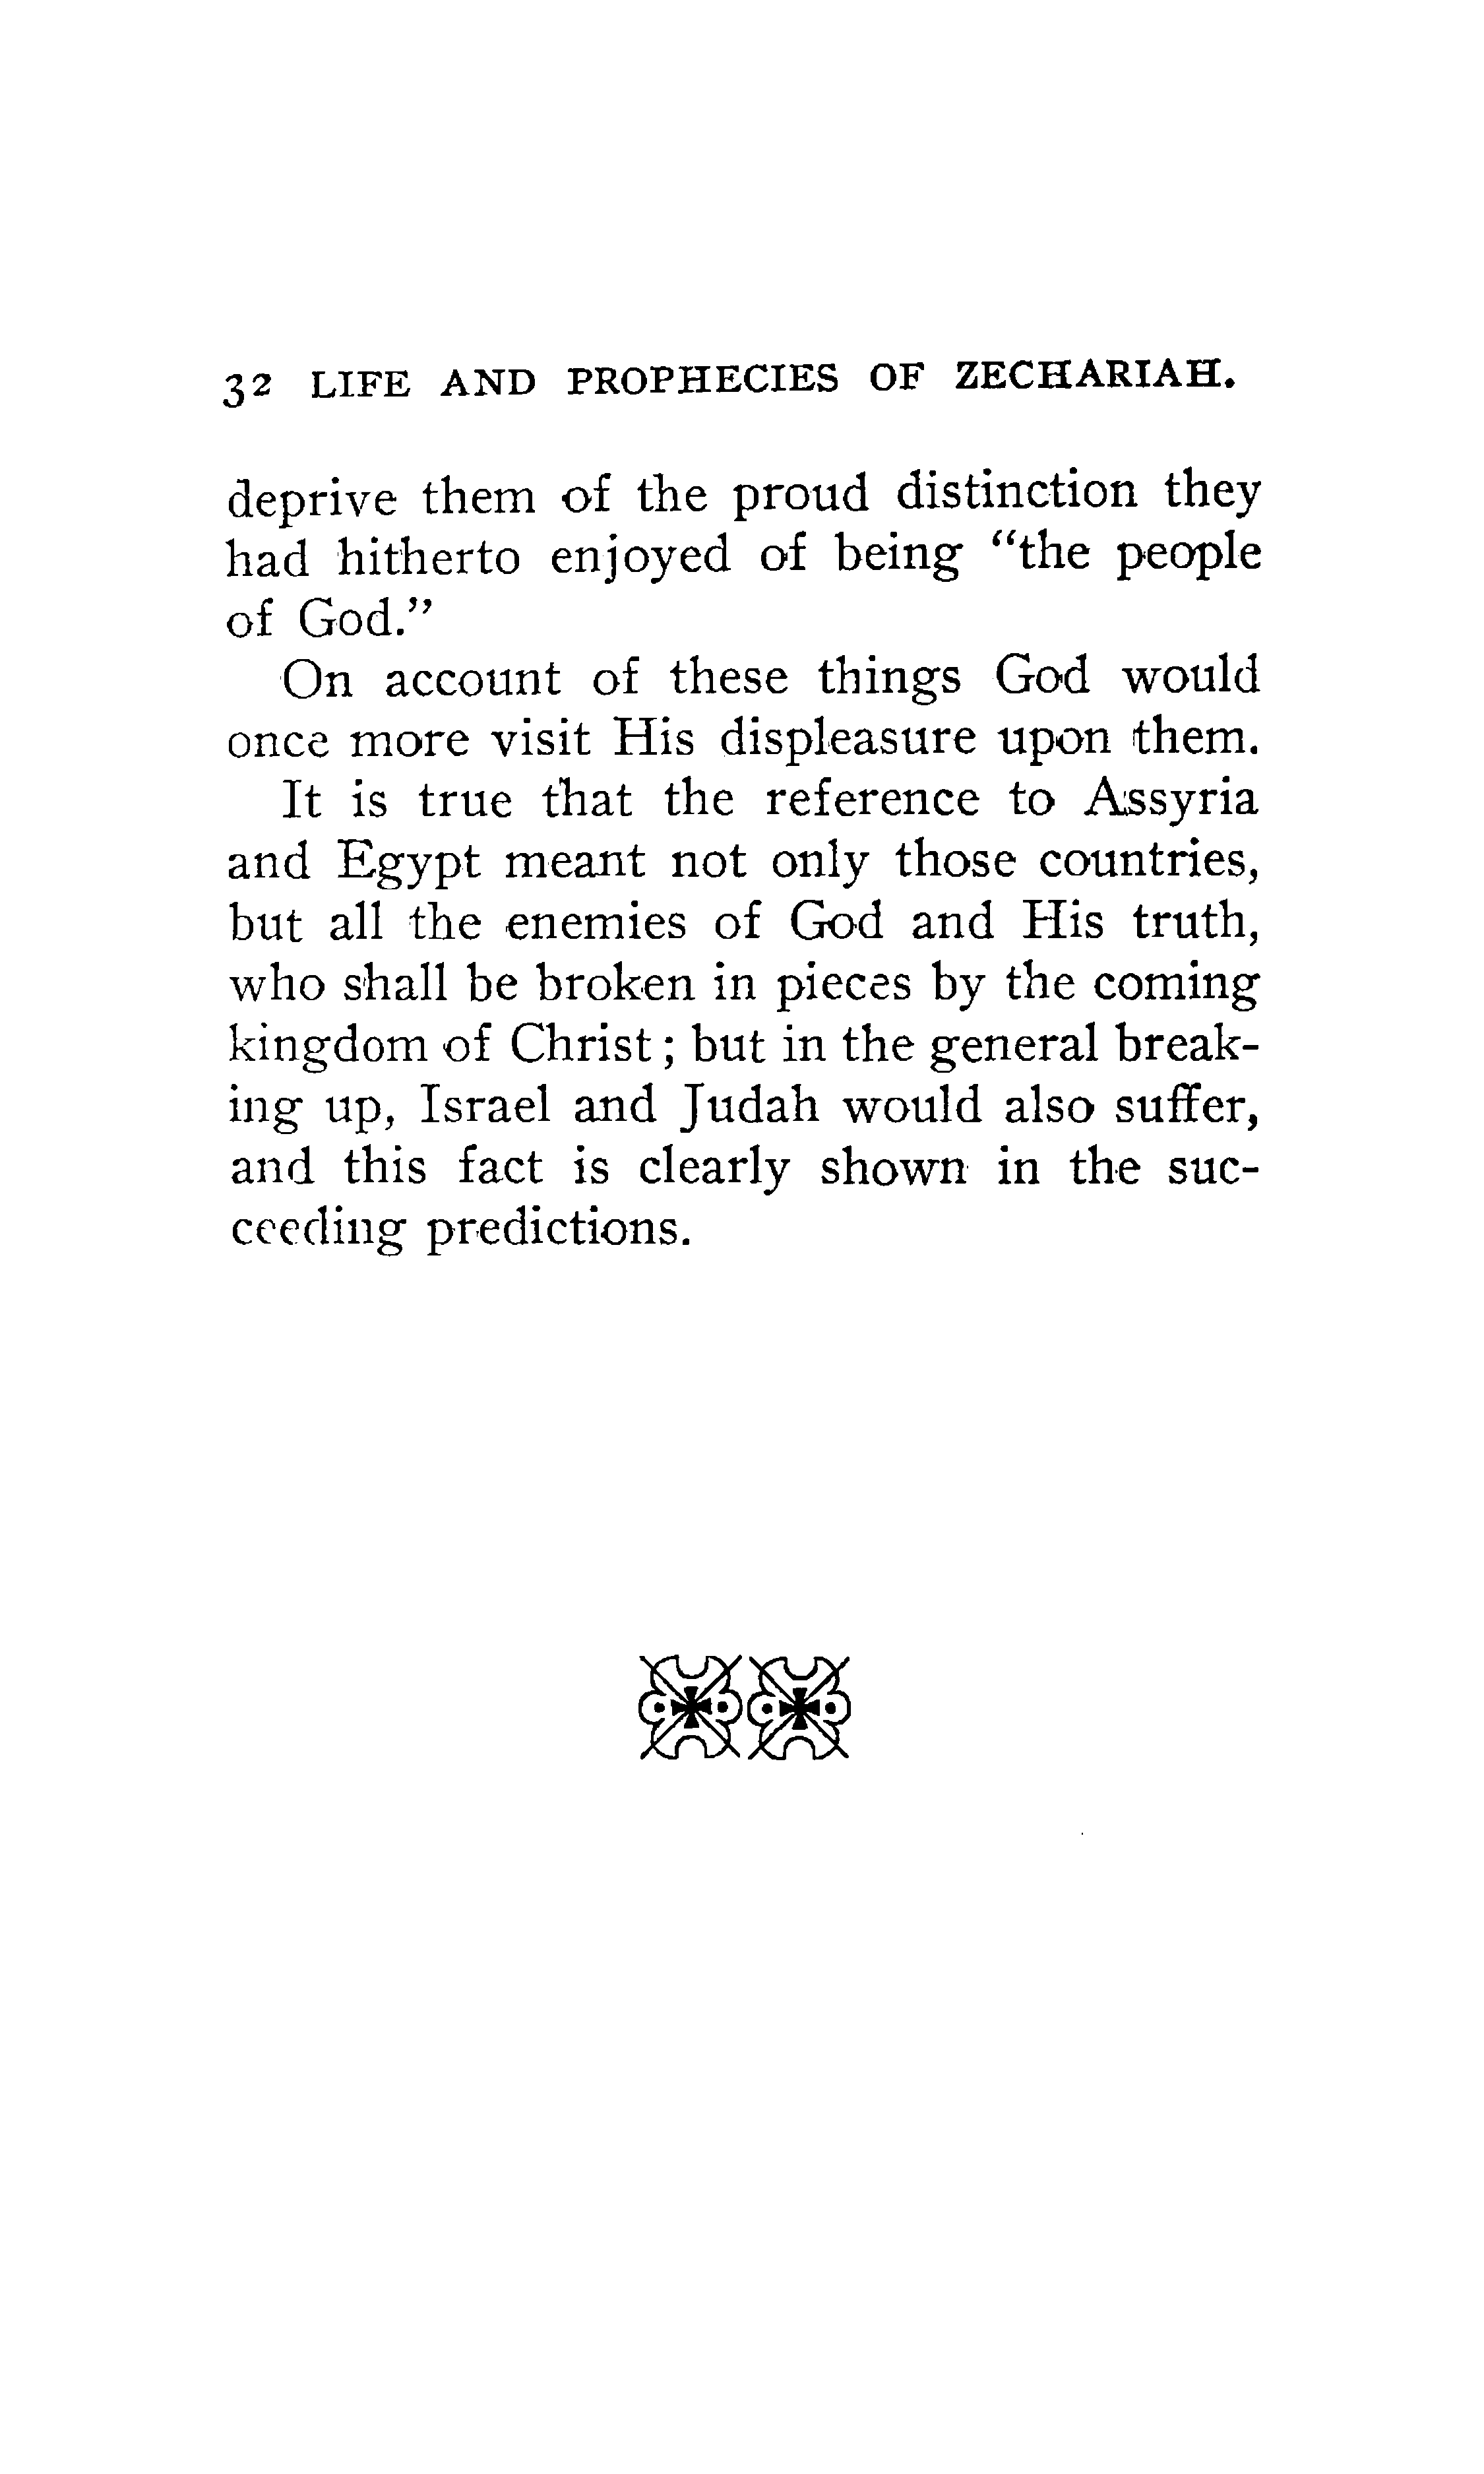 32 LIFE AND PROPHECIES OF ZECHARIAH.
deprive them of the proud distinction they
had hitherto enjoyed of being “the people
of God.”
On account of these things God would
once more visit His displeasure upon them.
It is true that the reference to Assyria
and Egypt meant not only those countries,
but all the enemies of God and His truth,
who shall be broken in pieces by the coming
kingdom of Christ; but in the general break-
ing up, Israel and Judah would also suffer,
and this fact is clearly shown in the suc-
ceeding predictions.